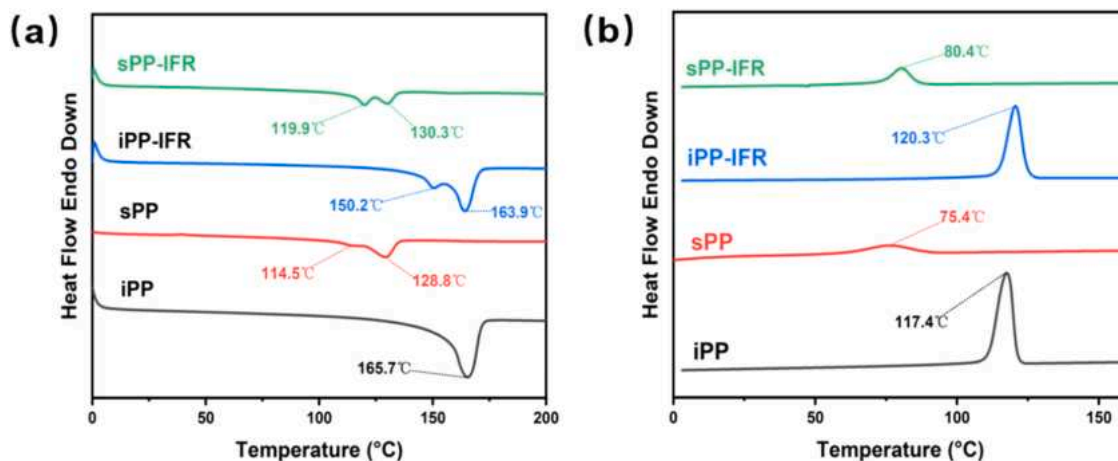 (a)
Heat Flow Endo Down
sPP-IFR
119.9℃
130.3℃
iPP-IFR
150.2℃
163.9℃
sPP
114.5℃
128.8℃
iPP
165.7℃
0
50
100
150
200
Temperature (°C)
(b)
Heat Flow Endo Down
sPP-IFR
80.4℃
iPP-IFR
120.3℃
sPP
75.4℃
iPP
117.4℃
0
50
100
150
Temperature (°C)